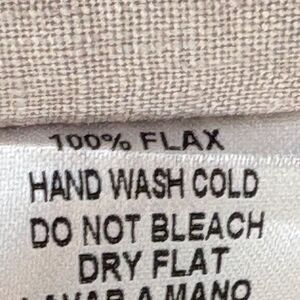 100% FLAX
HAND WASH COLD
DO NOT BLEACH
DRY FLAT
LAVAR A MANO